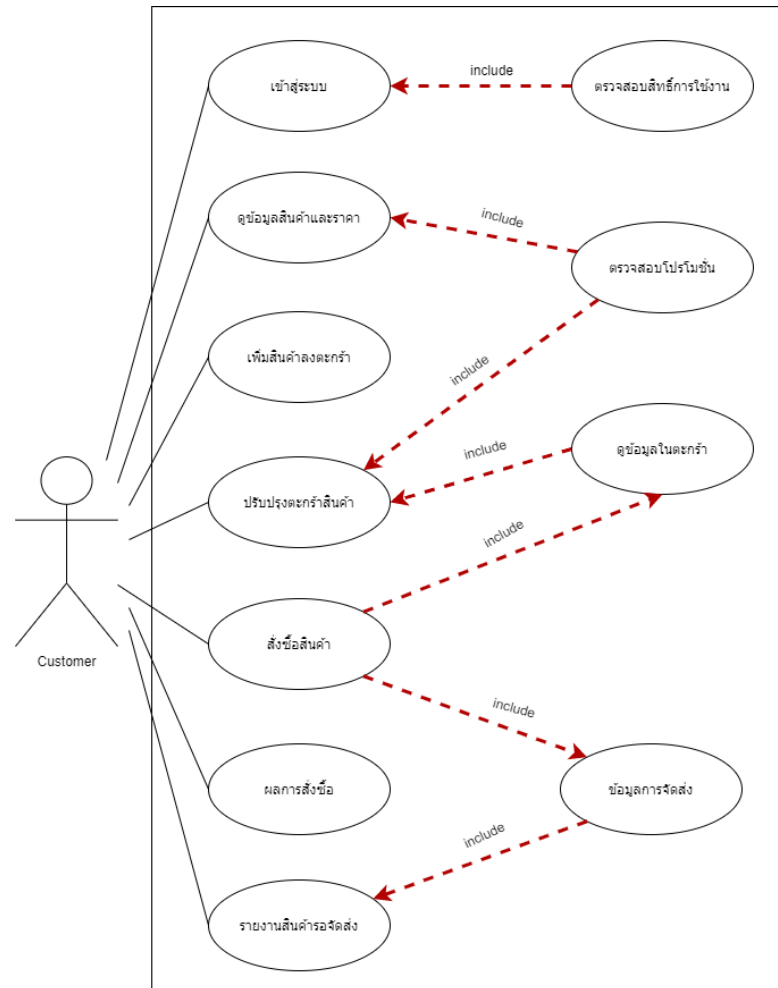 เข้าสู่ระบบ
include
ตรวจสอบสิทธิ์การใช้งาน
ดูข้อมูลสินค้าและราคา
include
ตรวจสอบโปรโมชั่น
เพิ่มสินค้าลงตะกร้า
include
ปรับปรุงตะกร้าสินค้า
include
ดูข้อมูลในตะกร้า
include
สั่งซื้อสินค้า
Customer
include
ผลการสั่งซื้อ
ข้อมูลการจัดส่ง
include
รายงานสินค้ารอจัดส่ง